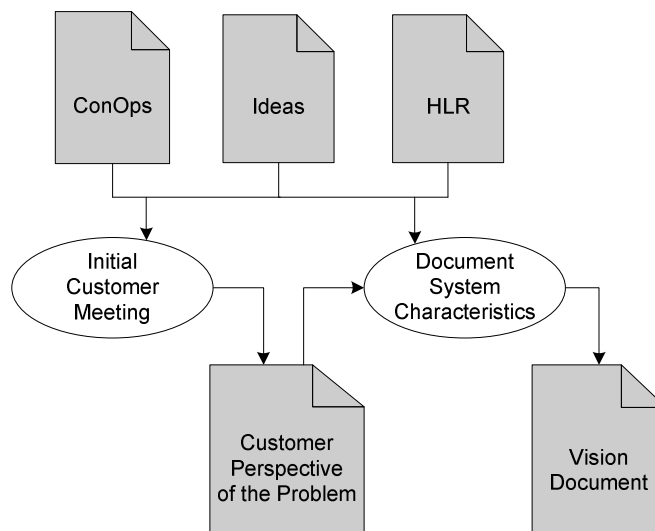 ConOps
Ideas
HLR
Initial
Customer
Meeting
Document
System
Characteristics
Customer
Perspective
of the Problem
Vision
Document